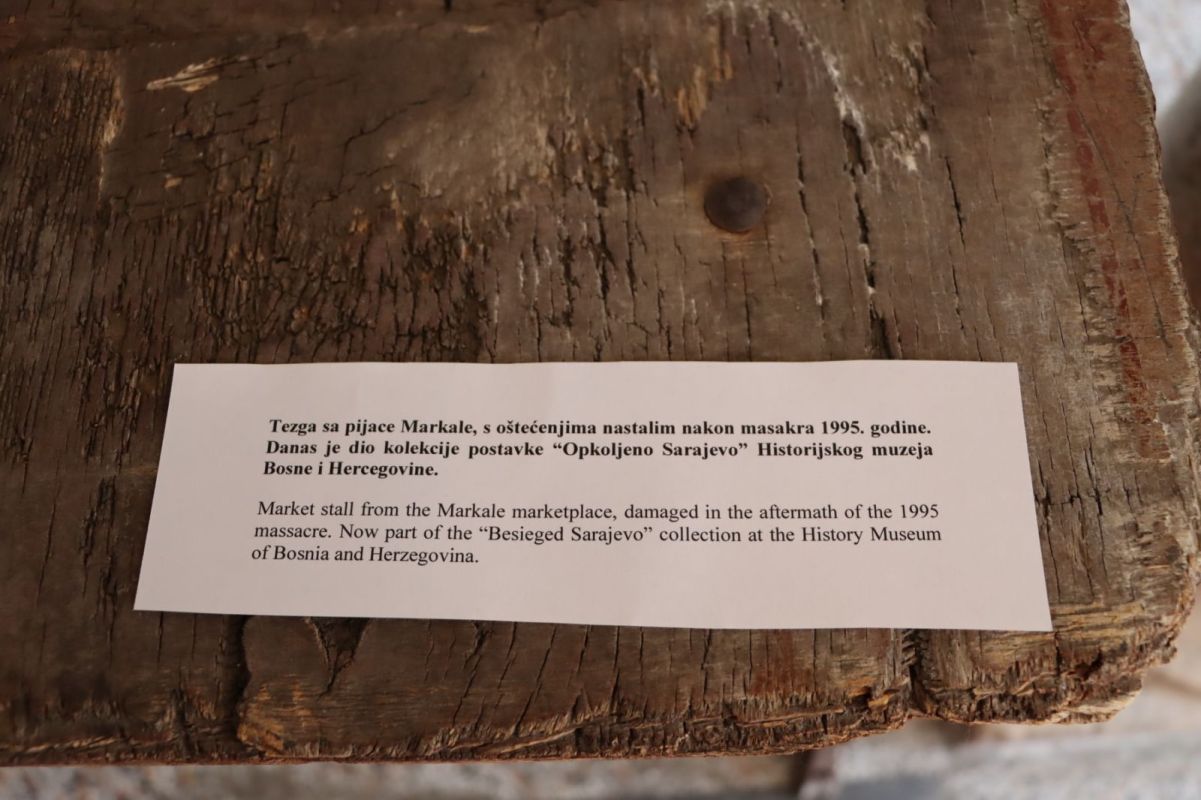 Tezga sa pijace Markale, s oštećenjima nastalim nakon masakra 1995. godine.
Danas je dio kolekcije postavke “Opkoljeno Sarajevo” Historijskog muzeja
Bosne i Hercegovine.
Market stall from the Markale marketplace, damaged in the aftermath of the 1995
massacre. Now part of the “Besieged Sarajevo” collection at the History Museum
of Bosnia and Herzegovina.